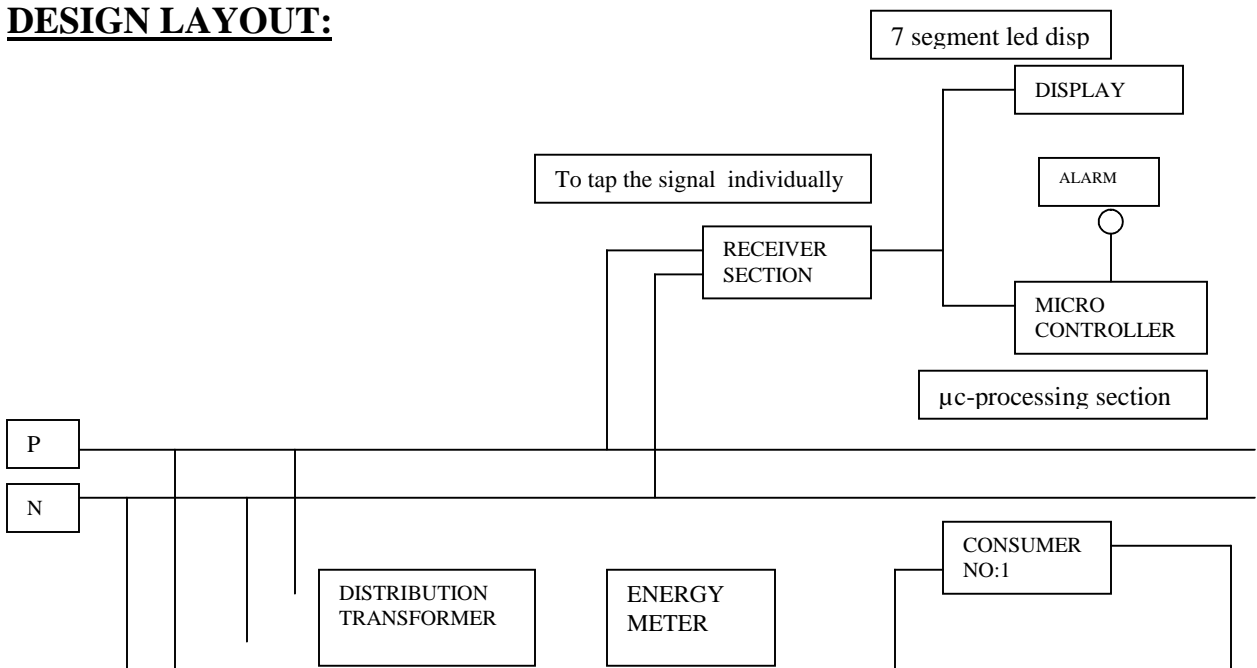 DESIGN LAYOUT:
7 segment led disp
DISPLAY
To tap the signal individually
ALARM
RECEIVER
SECTION
MICRO
CONTROLLER
µc-processing section
P
N
CONSUMER
NO:1
DISTRIBUTION
TRANSFORMER
ENERGY
METER